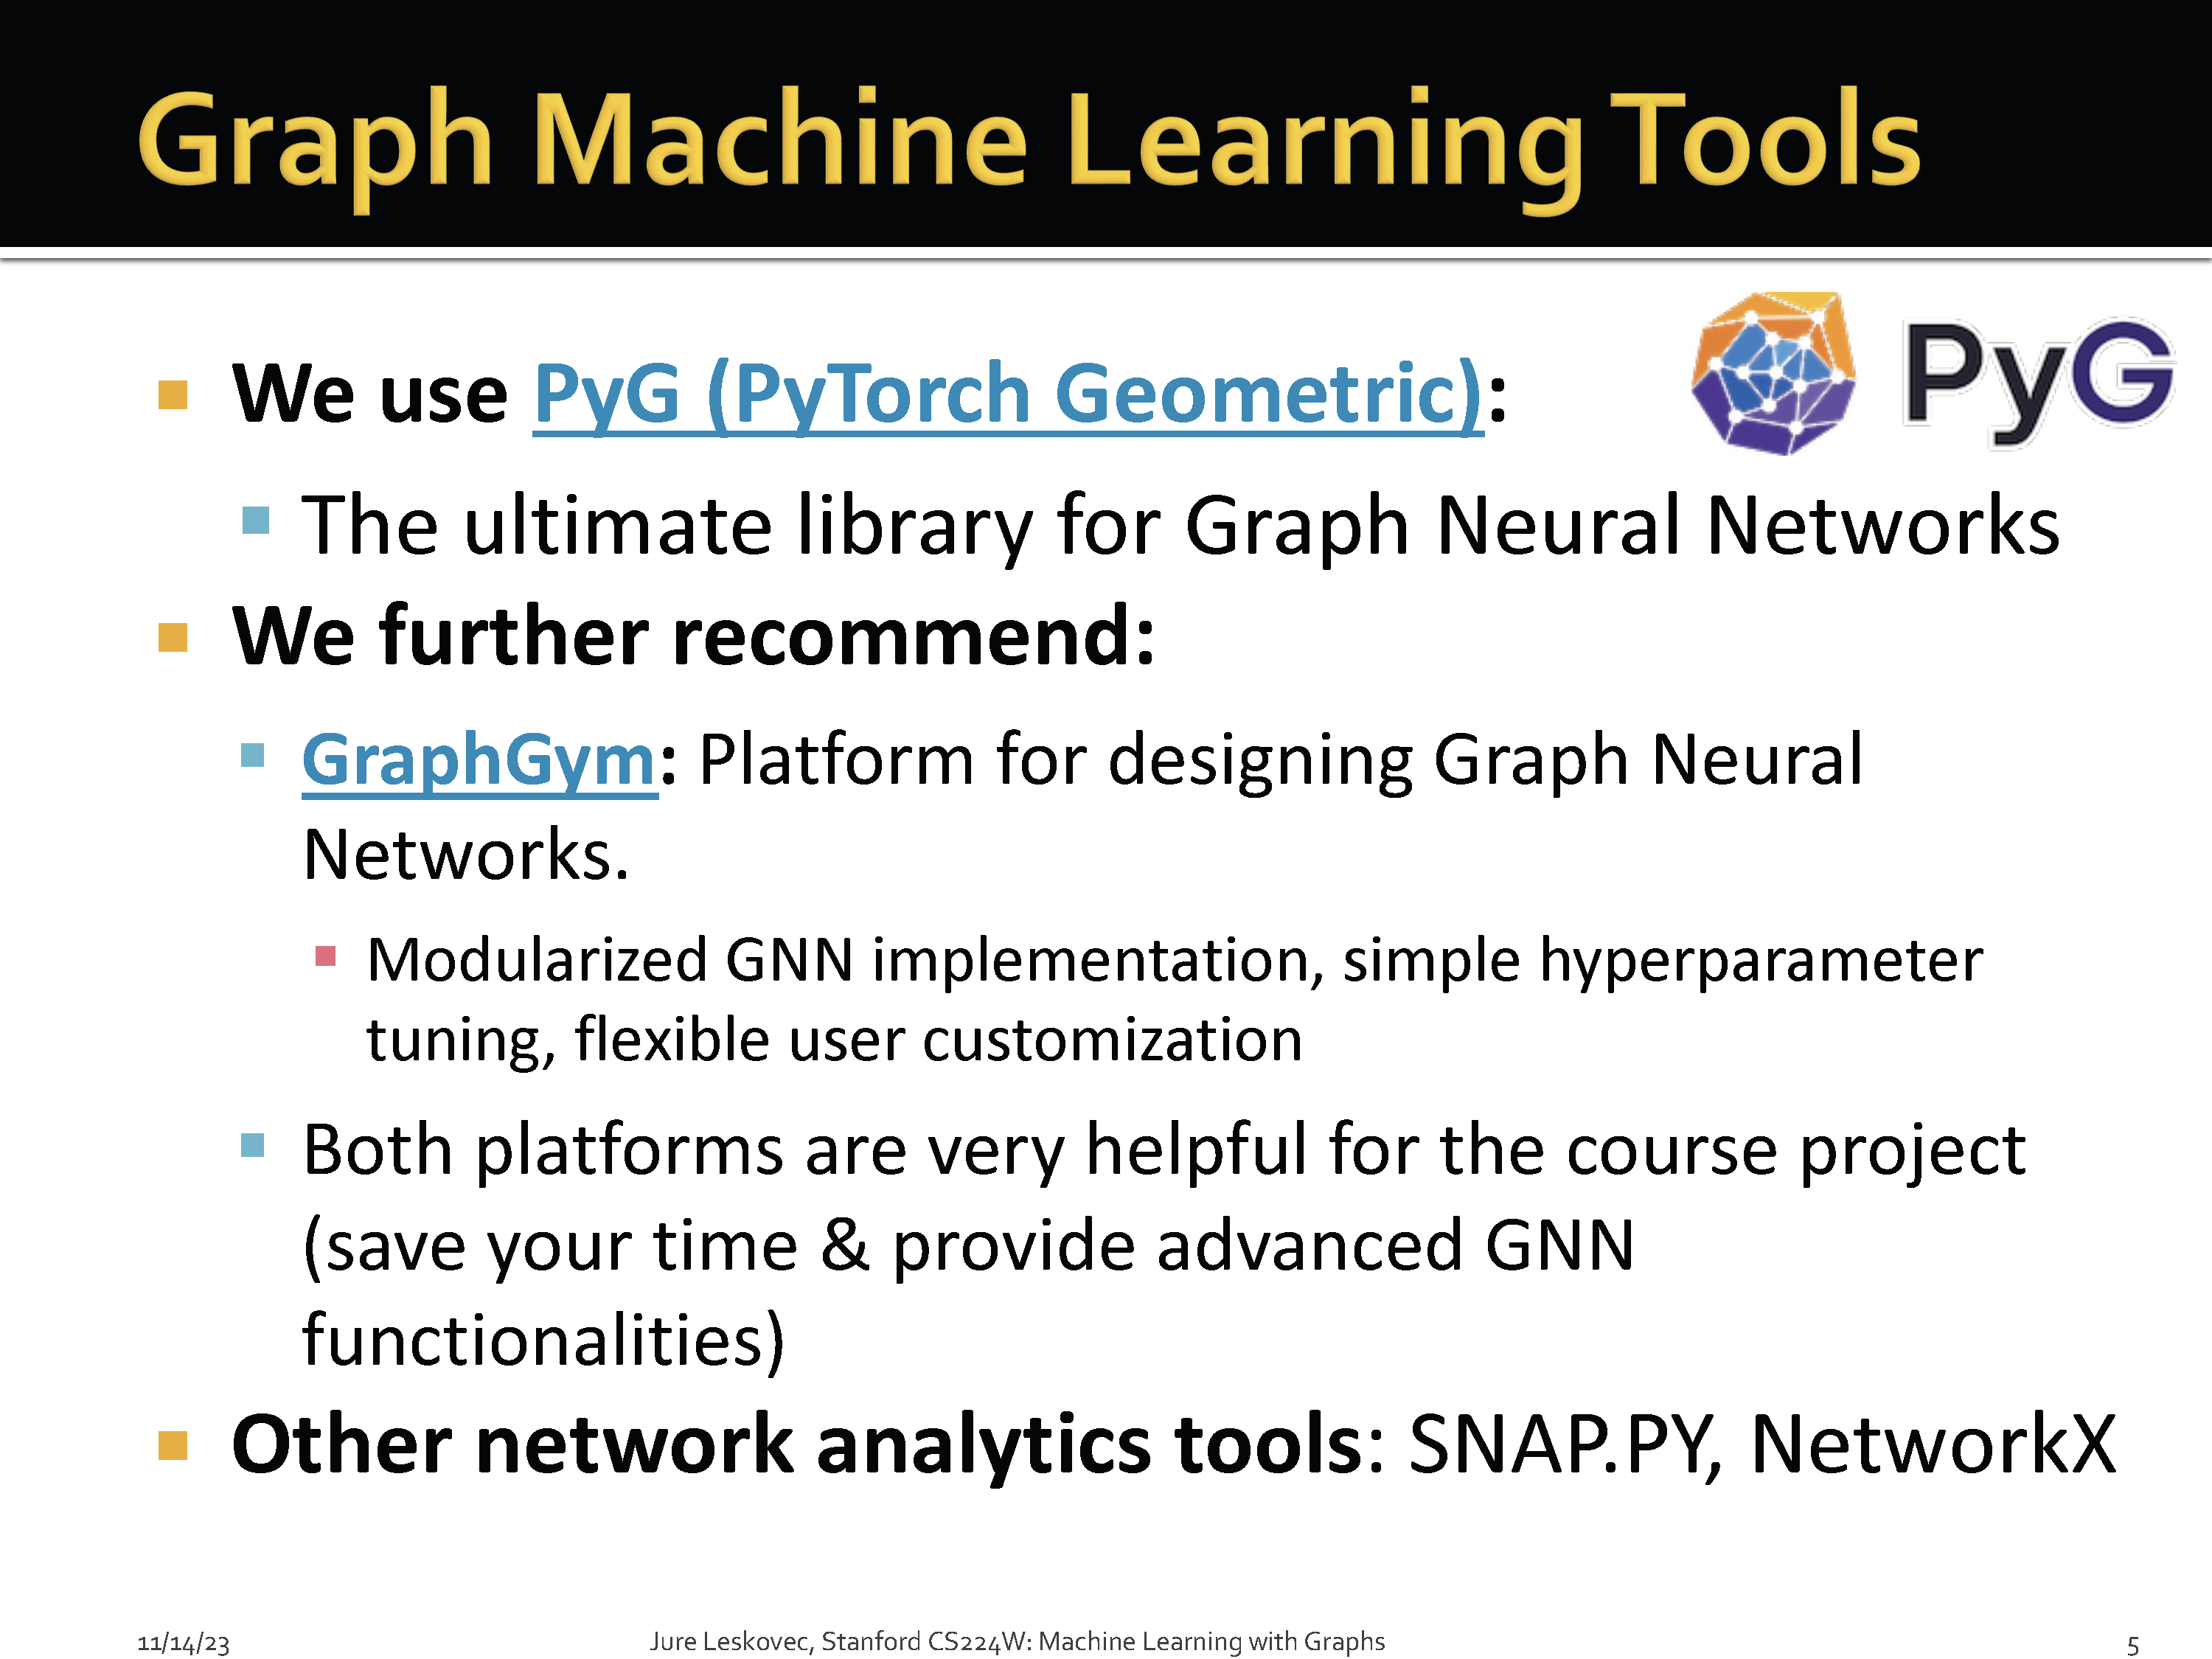 Graph Machine Learning Tools
PyG
We use PyG (PyTorch Geometric):
The ultimate library for Graph Neural Networks
We further recommend:
GraphGym: Platform for designing Graph Neural
Networks.
Modularized GNN implementation, simple hyperparameter
tuning, flexible user customization
Both platforms are very helpful for the course project
(save your time & provide advanced GNN
functionalities)
Other network analytics tools: SNAP.PY, NetworkX
11/14/23
Jure Leskovec, Stanford CS224W: Machine Learning with Graphs
5